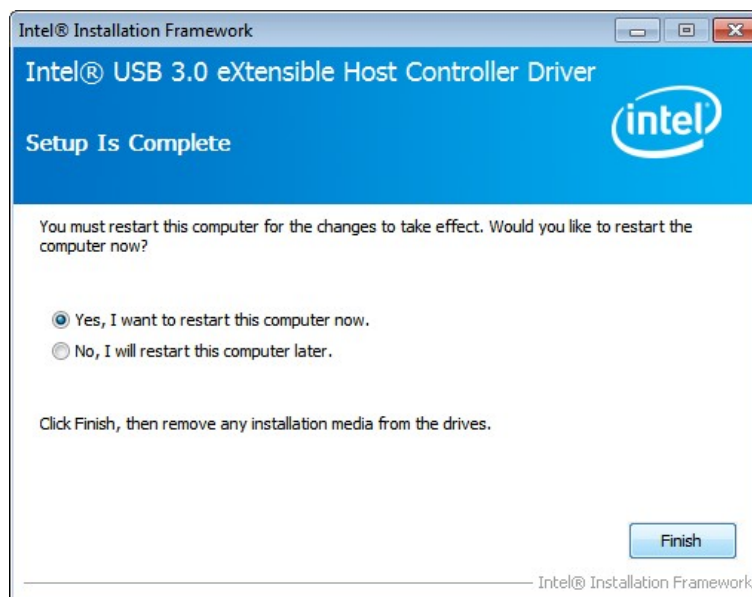 Intel® Installation Framework
Intel® USB 3.0 eXtensible Host Controller Driver
intel®
Setup Is Complete
You must restart this computer for the changes to take effect. Would you like to restart the
computer now?
Yes, I want to restart this computer now.
No, I will restart this computer later.
Click Finish, then remove any installation media from the drives.
Finish
Intel® Installation Framework